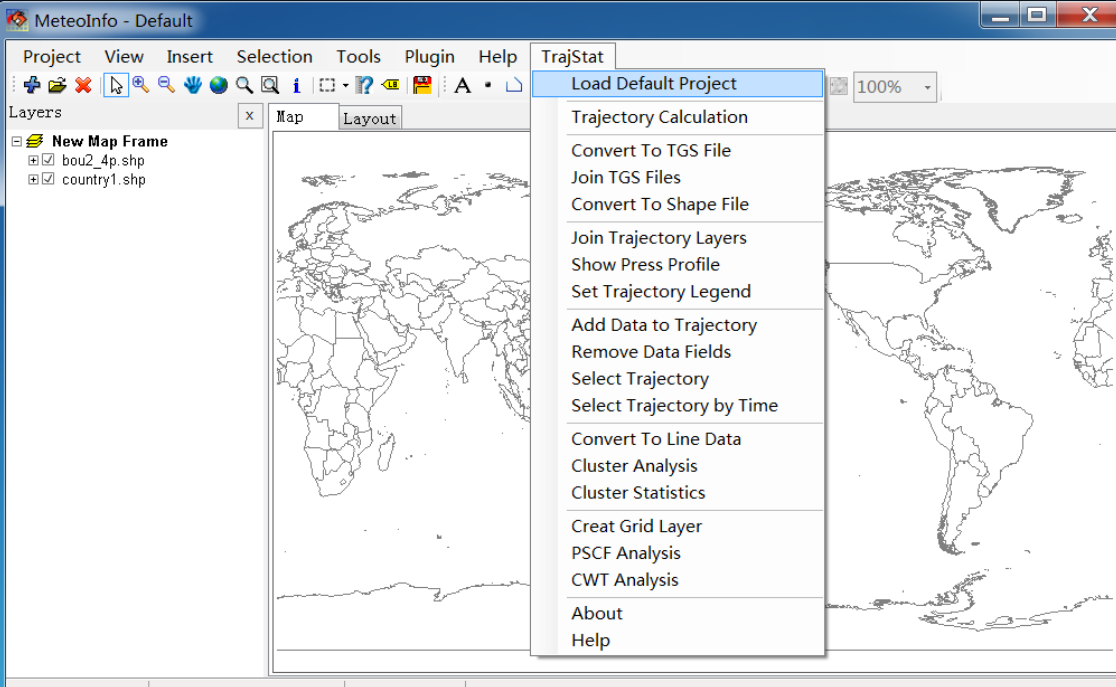 MeteoInfo - Default
Project View Insert Selection Tools Plugin Help TrajStat
A 100%
Layers x
Map Layout
New Map Frame
bou2_4p.shp
country1.shp
Load Default Project
Trajectory Calculation
Convert To TGS File
Join TGS Files
Convert To Shape File
Join Trajectory Layers
Show Press Profile
Set Trajectory Legend
Add Data to Trajectory
Remove Data Fields
Select Trajectory
Select Trajectory by Time
Convert To Line Data
Cluster Analysis
Cluster Statistics
Creat Grid Layer
PSCF Analysis
CWT Analysis
About
Help